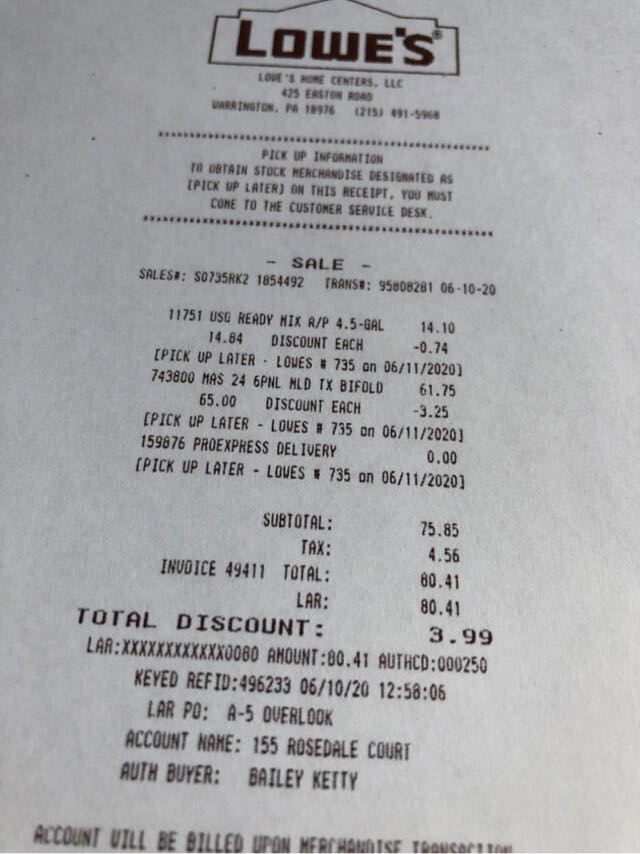 LOWE'S®
LOWE'S HOME CENTERS, LLC
425 EASTON ROAD
WARRINGTON, PA 18976 (215) 491-5968
PICK UP INFORMATION
TO OBTAIN STOCK MERCHANDISE DESIGNATED AS
[PICK UP LATER] ON THIS RECEIPT, YOU MUST
COME TO THE CUSTOMER SERVICE DESK.
- SALE -
SALES#: S0735RK2 1854492 TRANS#: 95808281 06-10-20
11751 USG READY MIX A/P 4.5-GAL 14.10
14.84 DISCOUNT EACH -0.74
[PICK UP LATER - LOWES # 735 on 06/11/2020]
743800 MAS 24 6PNL MLD TX BIFOLD 61.75
65.00 DISCOUNT EACH -3.25
[PICK UP LATER - LOWES # 735 on 06/11/2020]
159876 PROEXPRESS DELIVERY 0.00
[PICK UP LATER - LOWES # 735 on 06/11/2020]
SUBTOTAL: 75.85
TAX: 4.56
INVOICE 49411 TOTAL: 80.41
LAR: 80.41
TOTAL DISCOUNT: 3.99
LAR:XXXXXXXXXXXX0080 AMOUNT:80.41 AUTHCD:000250
KEYED REFID:496233 06/10/20 12:58:06
LAR PO: A-5 OVERLOOK
ACCOUNT NAME: 155 ROSEDALE COURT
AUTH BUYER: BAILEY KETTY
ACCOUNT WILL BE BILLED UPON MERCHANDISE TRANSACTION